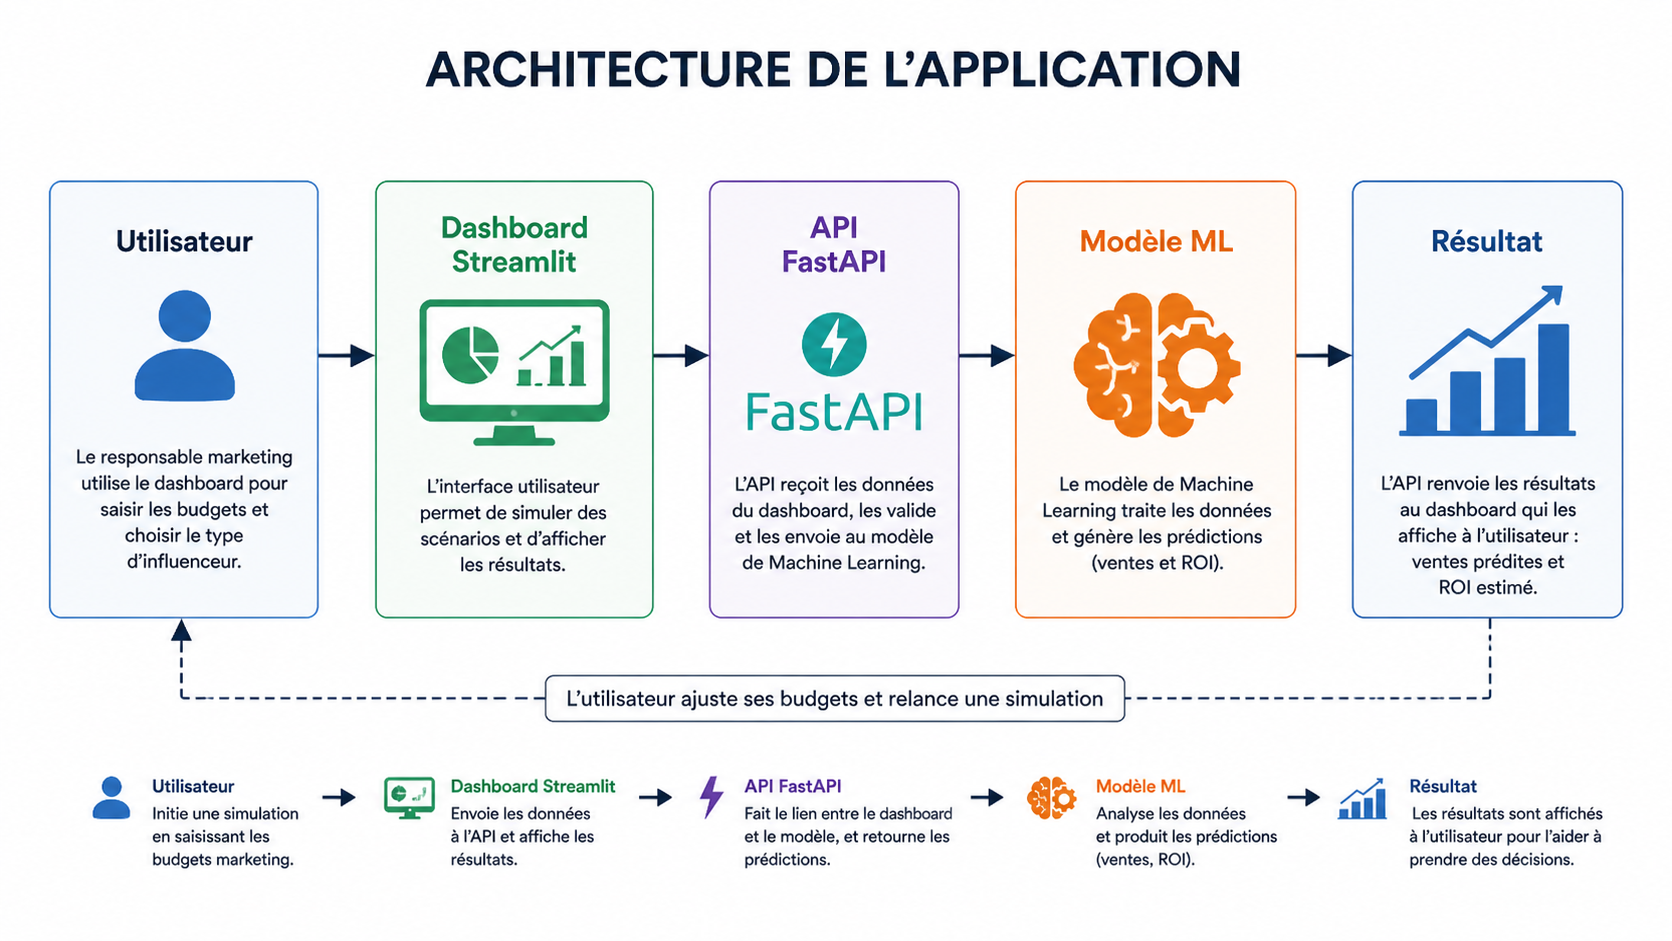 ARCHITECTURE DE L'APPLICATION
Utilisateur
Le responsable marketing
utilise le dashboard pour
saisir les budgets et
choisir le type
d'influenceur.
Dashboard
Streamlit
L'interface utilisateur
permet de simuler des
scénarios et d'afficher
les résultats.
API
FastAPI
FastAPI
L'API reçoit les données
du dashboard, les valide
et les envoie au modèle
de Machine Learning.
Modèle ML
Le modèle de Machine
Learning traite les données
et génère les prédictions
(ventes et ROI).
Résultat
L'API renvoie les résultats
au dashboard qui les
affiche à l'utilisateur :
ventes prédites et
ROI estimé.
L'utilisateur ajuste ses budgets et relance une simulation
Utilisateur
Initie une simulation
en saisissant les
budgets marketing.
Dashboard Streamlit
Envoie les données
à l'API et affiche les
résultats.
API FastAPI
Fait le lien entre le dashboard
et le modèle, et retourne les
prédictions.
Modèle ML
Analyse les données
et produit les prédictions
(ventes, ROI).
Résultat
Les résultats sont affichés
à l'utilisateur pour l'aider à
prendre des décisions.